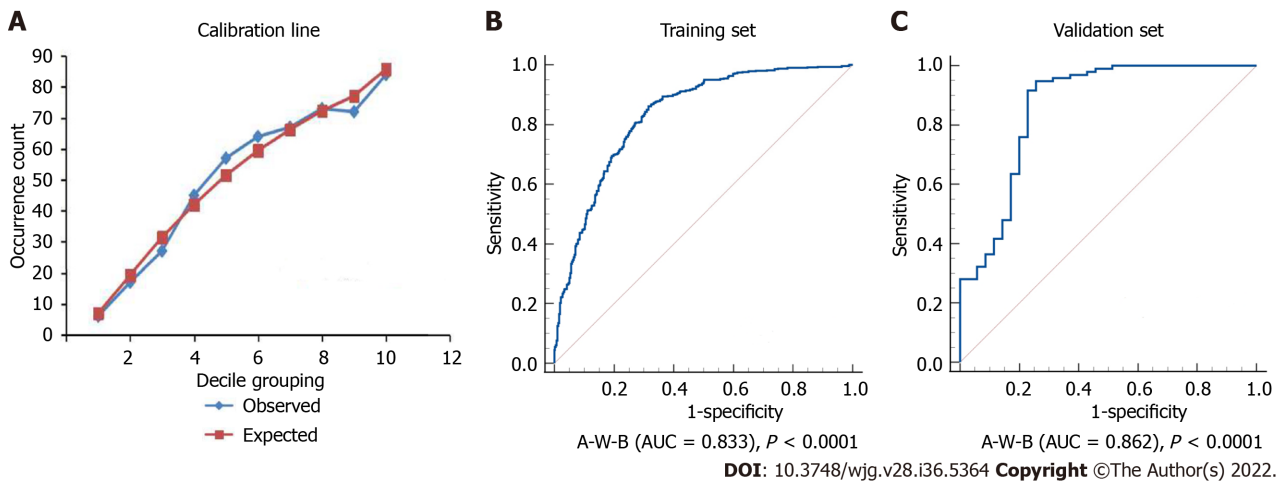 A
Calibration line
Occurrence count
90
80
70
60
50
40
30
20
10
0
2
4
6
8
10
12
Decile grouping
Observed
Expected
B
Training set
Sensitivity
1.0
0.8
0.6
0.4
0.2
0.0
0.2
0.4
0.6
0.8
1.0
1-specificity
A-W-B (AUC = 0.833), P < 0.0001
C
Validation set
Sensitivity
1.0
0.8
0.6
0.4
0.2
0.0
0.2
0.4
0.6
0.8
1.0
1-specificity
A-W-B (AUC = 0.862), P < 0.0001
DOI: 10.3748/wjg.v28.i36.5364 Copyright ©The Author(s) 2022.